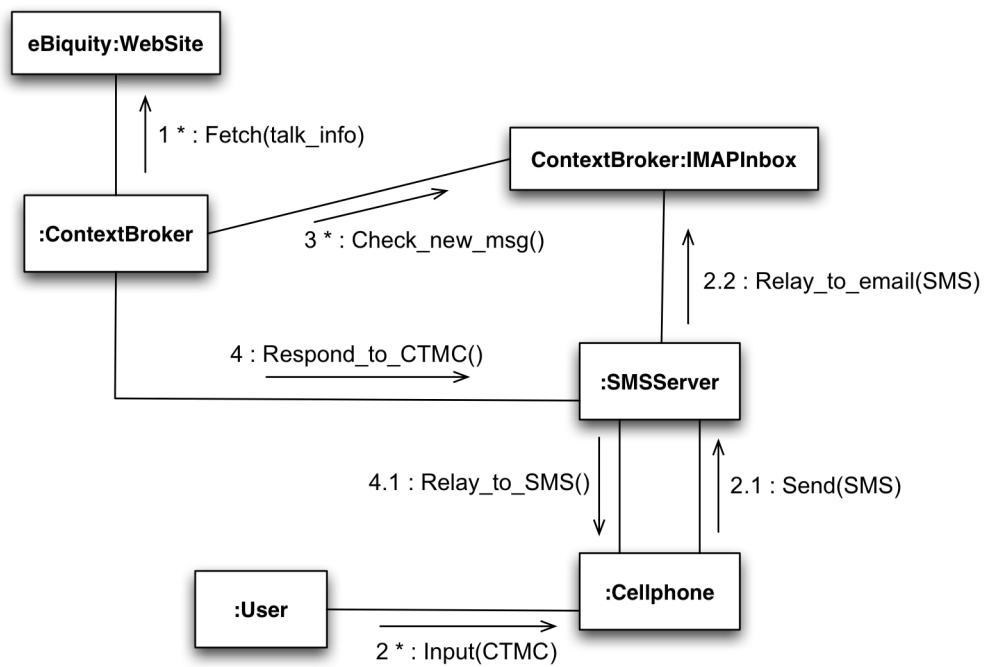 eBiquity:WebSite
1 * : Fetch(talk_info)
ContextBroker:IMAPInbox
:ContextBroker
3 * : Check_new_msg()
2.2 : Relay_to_email(SMS)
4 : Respond_to_CTMC()
:SMSServer
4.1 : Relay_to_SMS()
2.1 : Send(SMS)
:Cellphone
:User
2 * : Input(CTMC)